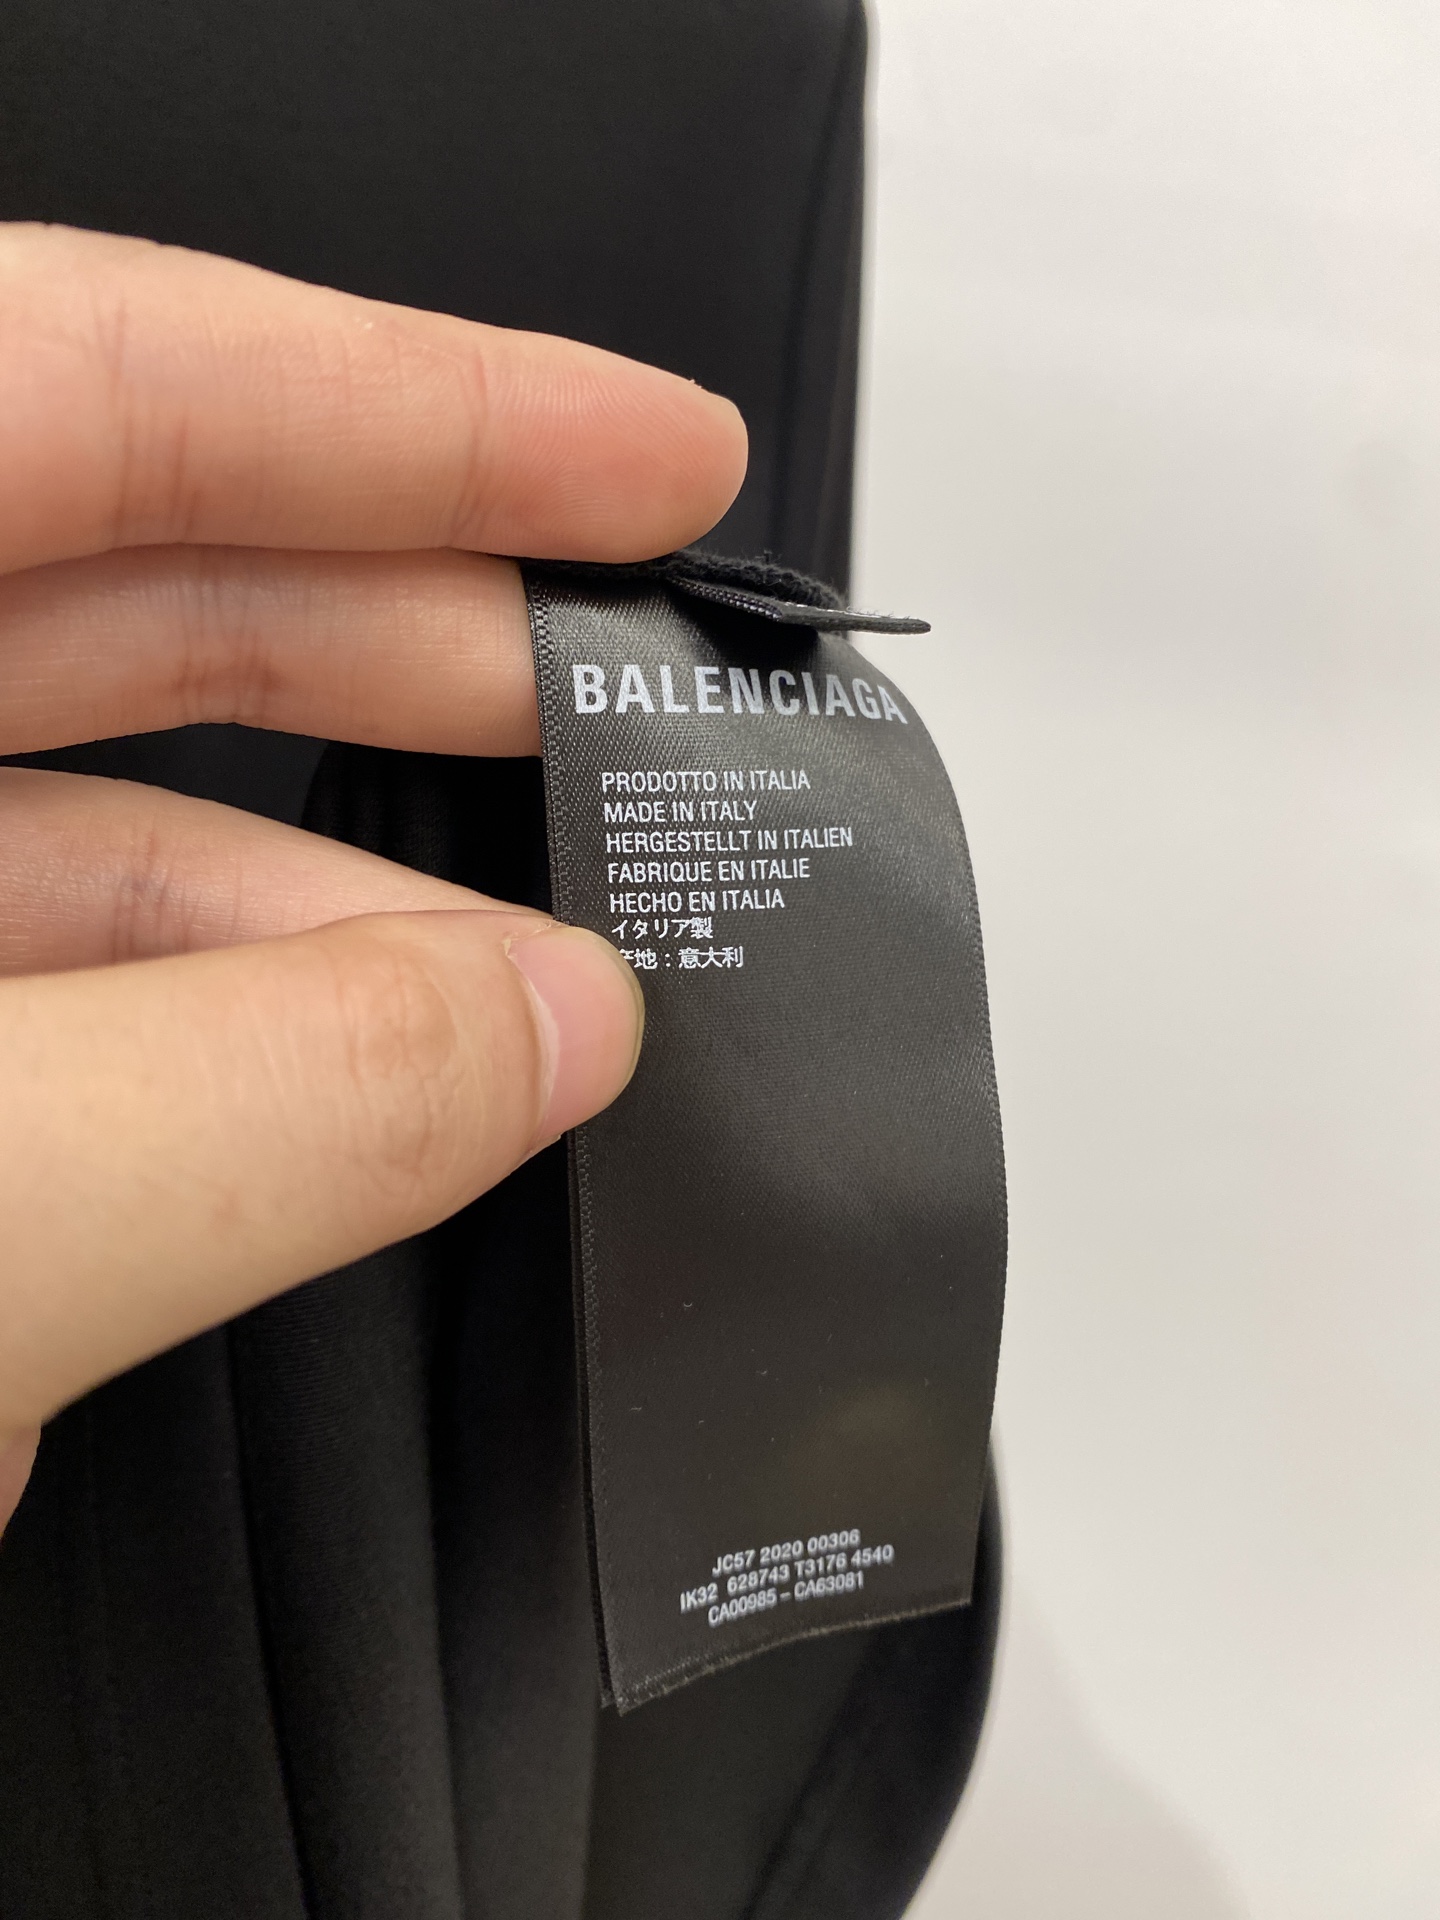 BALENCIAGA
PRODOTTO IN ITALIA
MADE IN ITALY
HERGESTELLT IN ITALIEN
FABRIQUE EN ITALIE
HECHO EN ITALIA
イタリア製
产地：意大利
JC57 2020 00306
IK32 628743 T3176 4540
CA00985 – CA63081